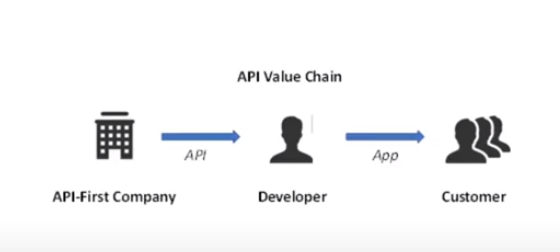 API Value Chain
API
App
API-First Company
Developer
Customer